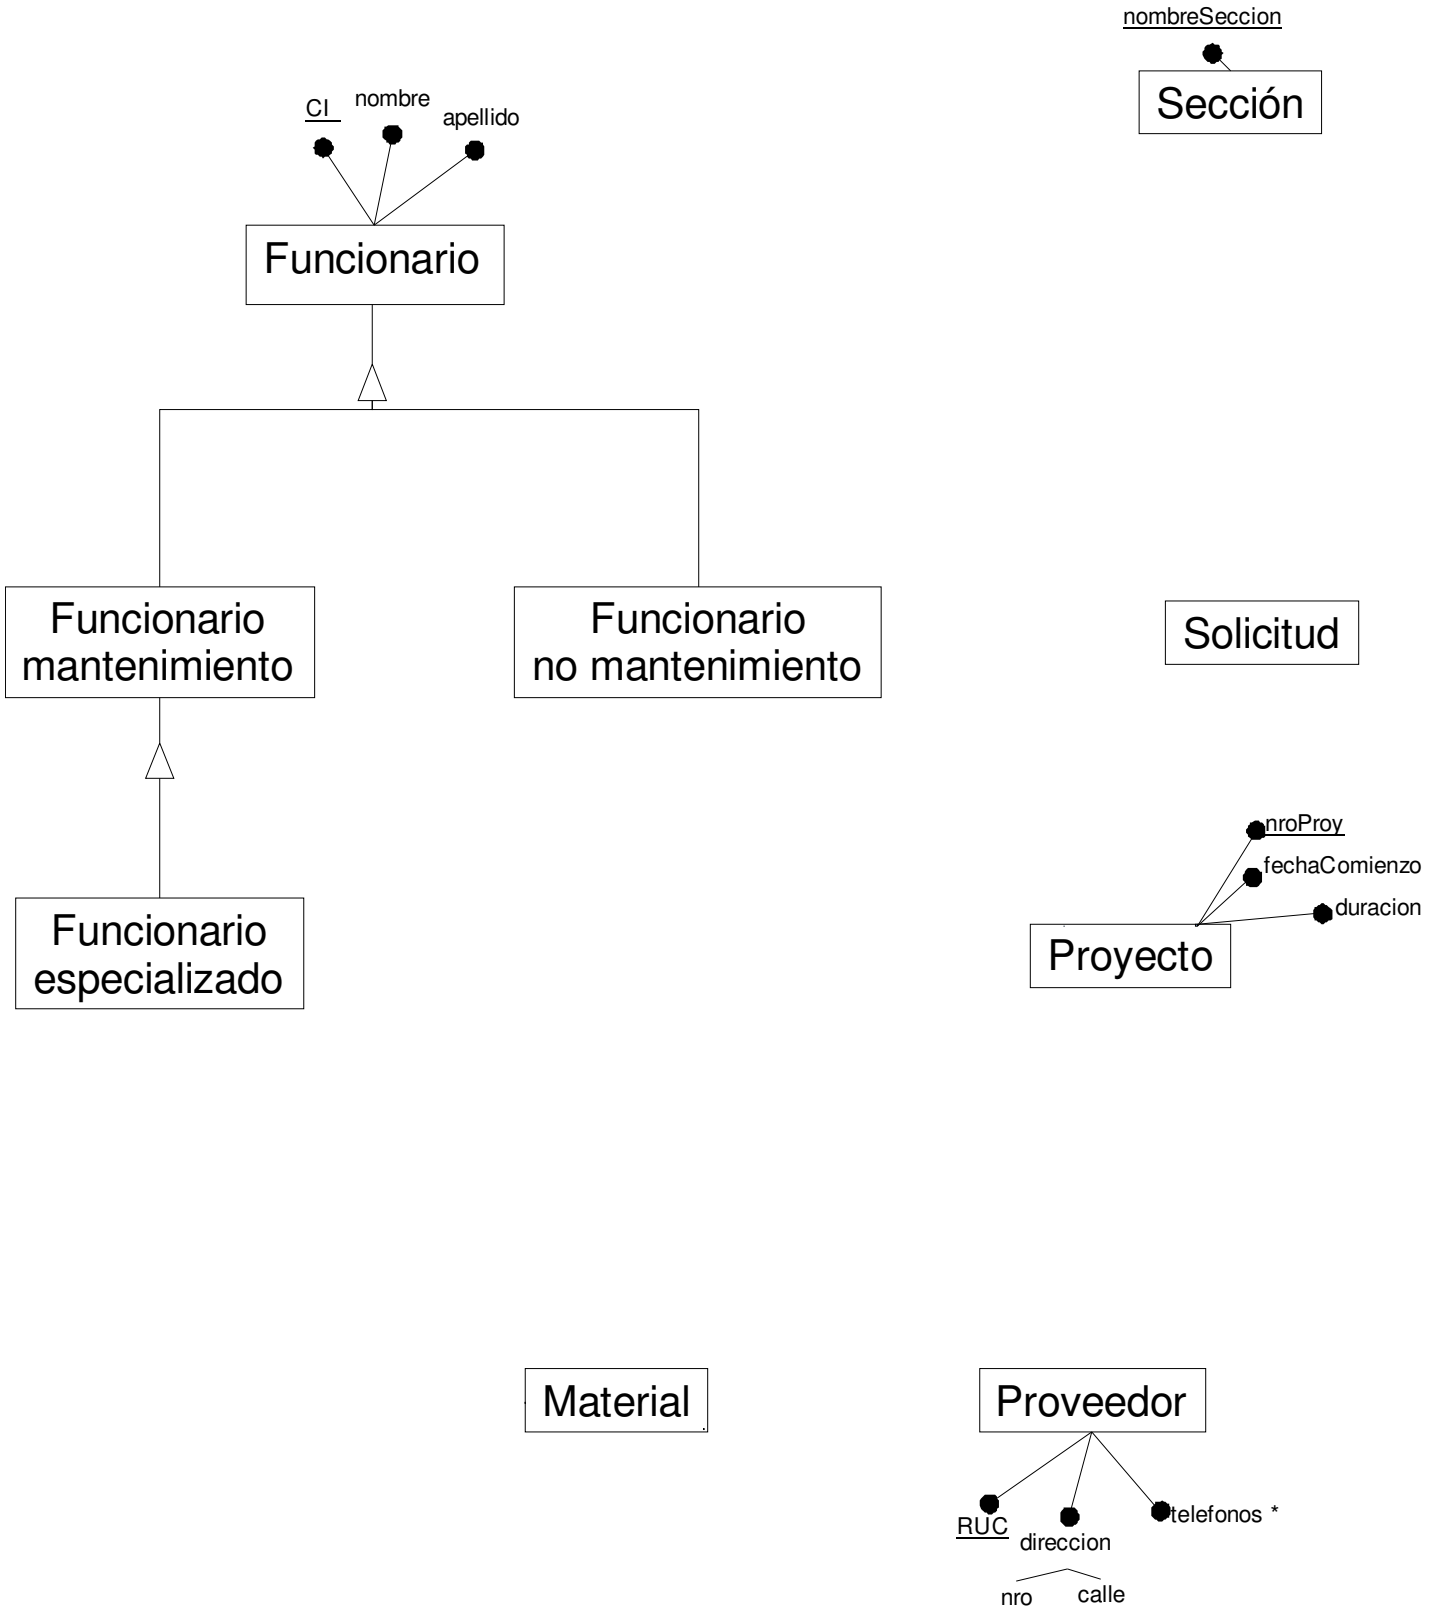 nombreSeccion
Sección
CI
nombre
apellido
Funcionario
Funcionario
mantenimiento
Funcionario
no mantenimiento
Solicitud
nroProy
fechaComienzo
duracion
Funcionario
especializado
Proyecto
Material
Proveedor
RUC
direccion
telefonos *
nro
calle